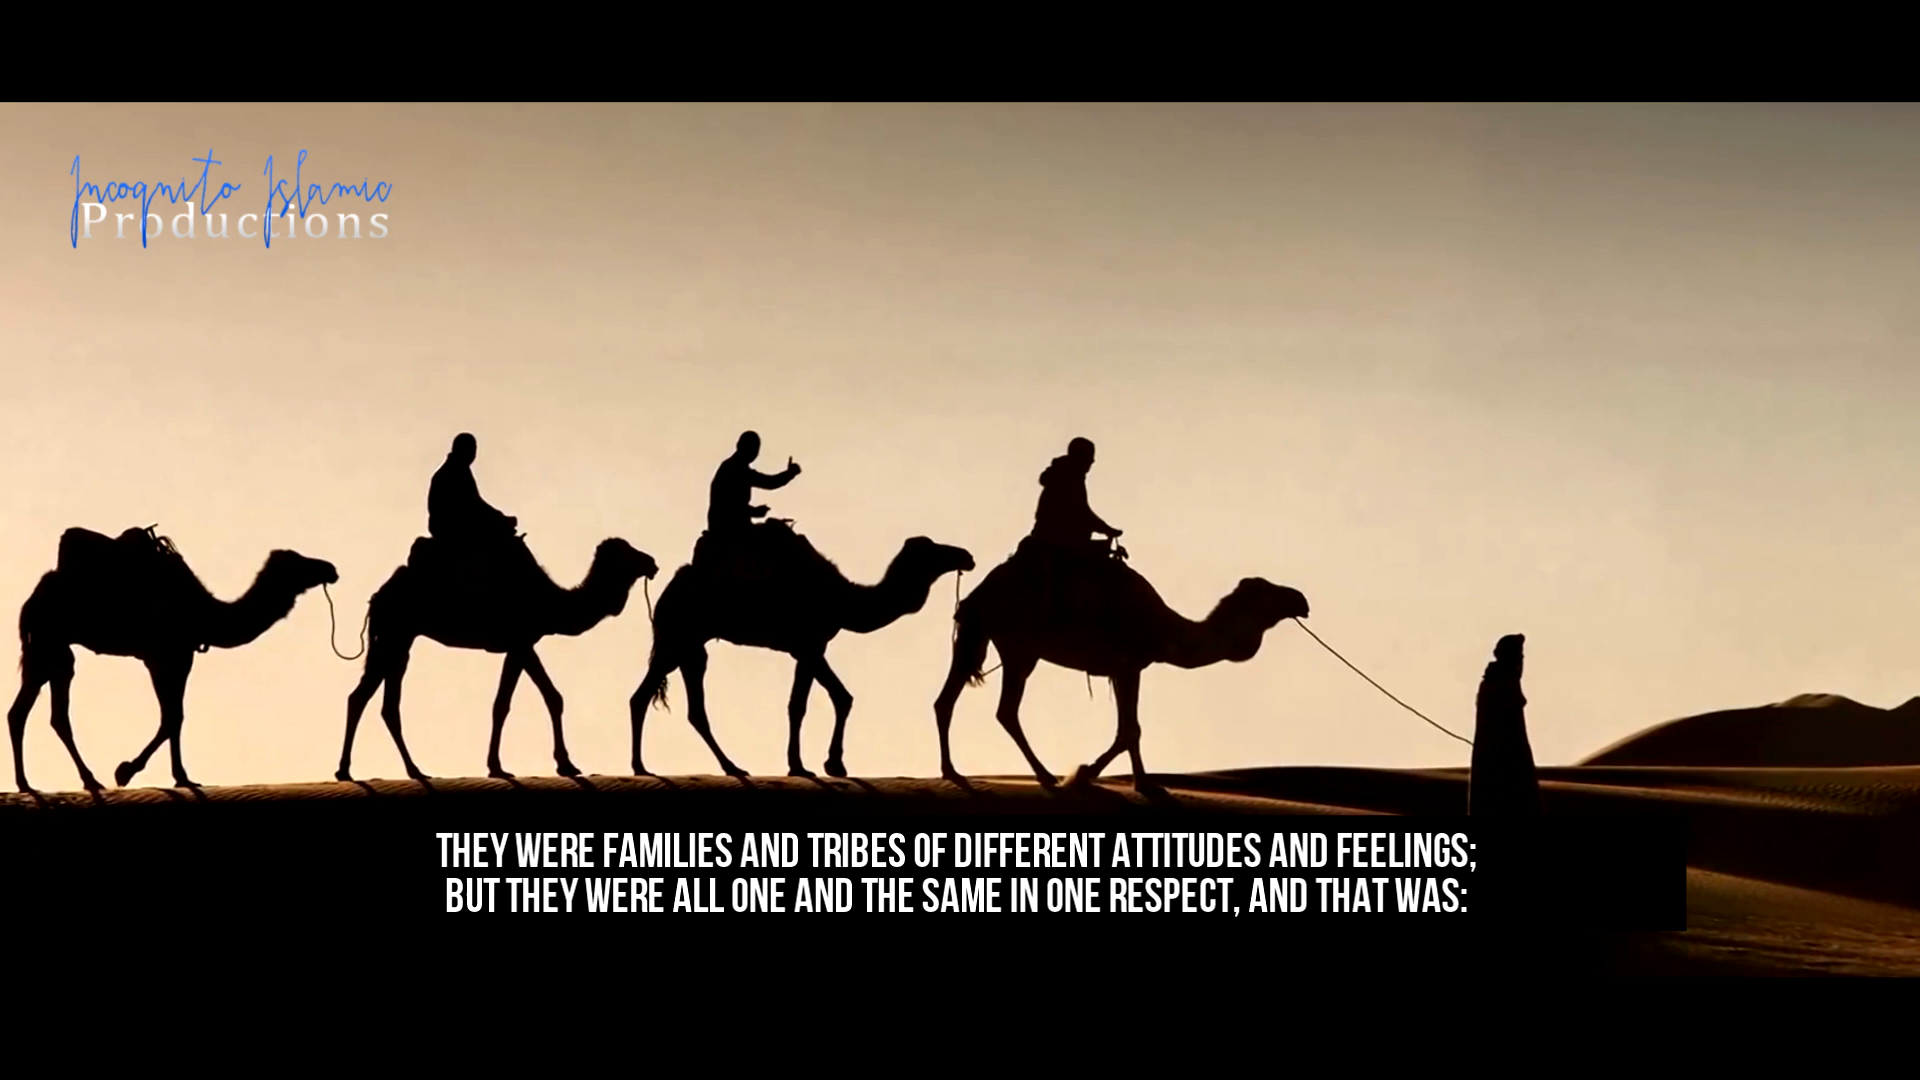 Incognito Islamic
Productions
THEY WERE FAMILIES AND TRIBES OF DIFFERENT ATTITUDES AND FEELINGS;
BUT THEY WERE ALL ONE AND THE SAME IN ONE RESPECT, AND THAT WAS: